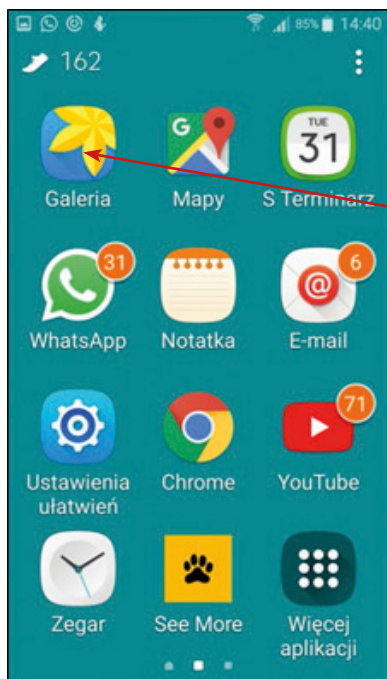 85% 14:40
162
G
TUE
31
Galeria Mapy S Terminarz
31 @ 6
WhatsApp Notatka E-mail
71
Ustawienia Chrome YouTube
ułatwień
Zegar See More Więcej
aplikacji